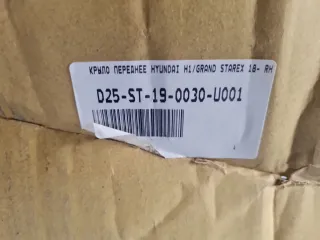 КРЫЛО ПЕРЕДНЕЕ HYUNDAI H1/GRAND STAREX 18- RH
D25-ST-19-0030-U001